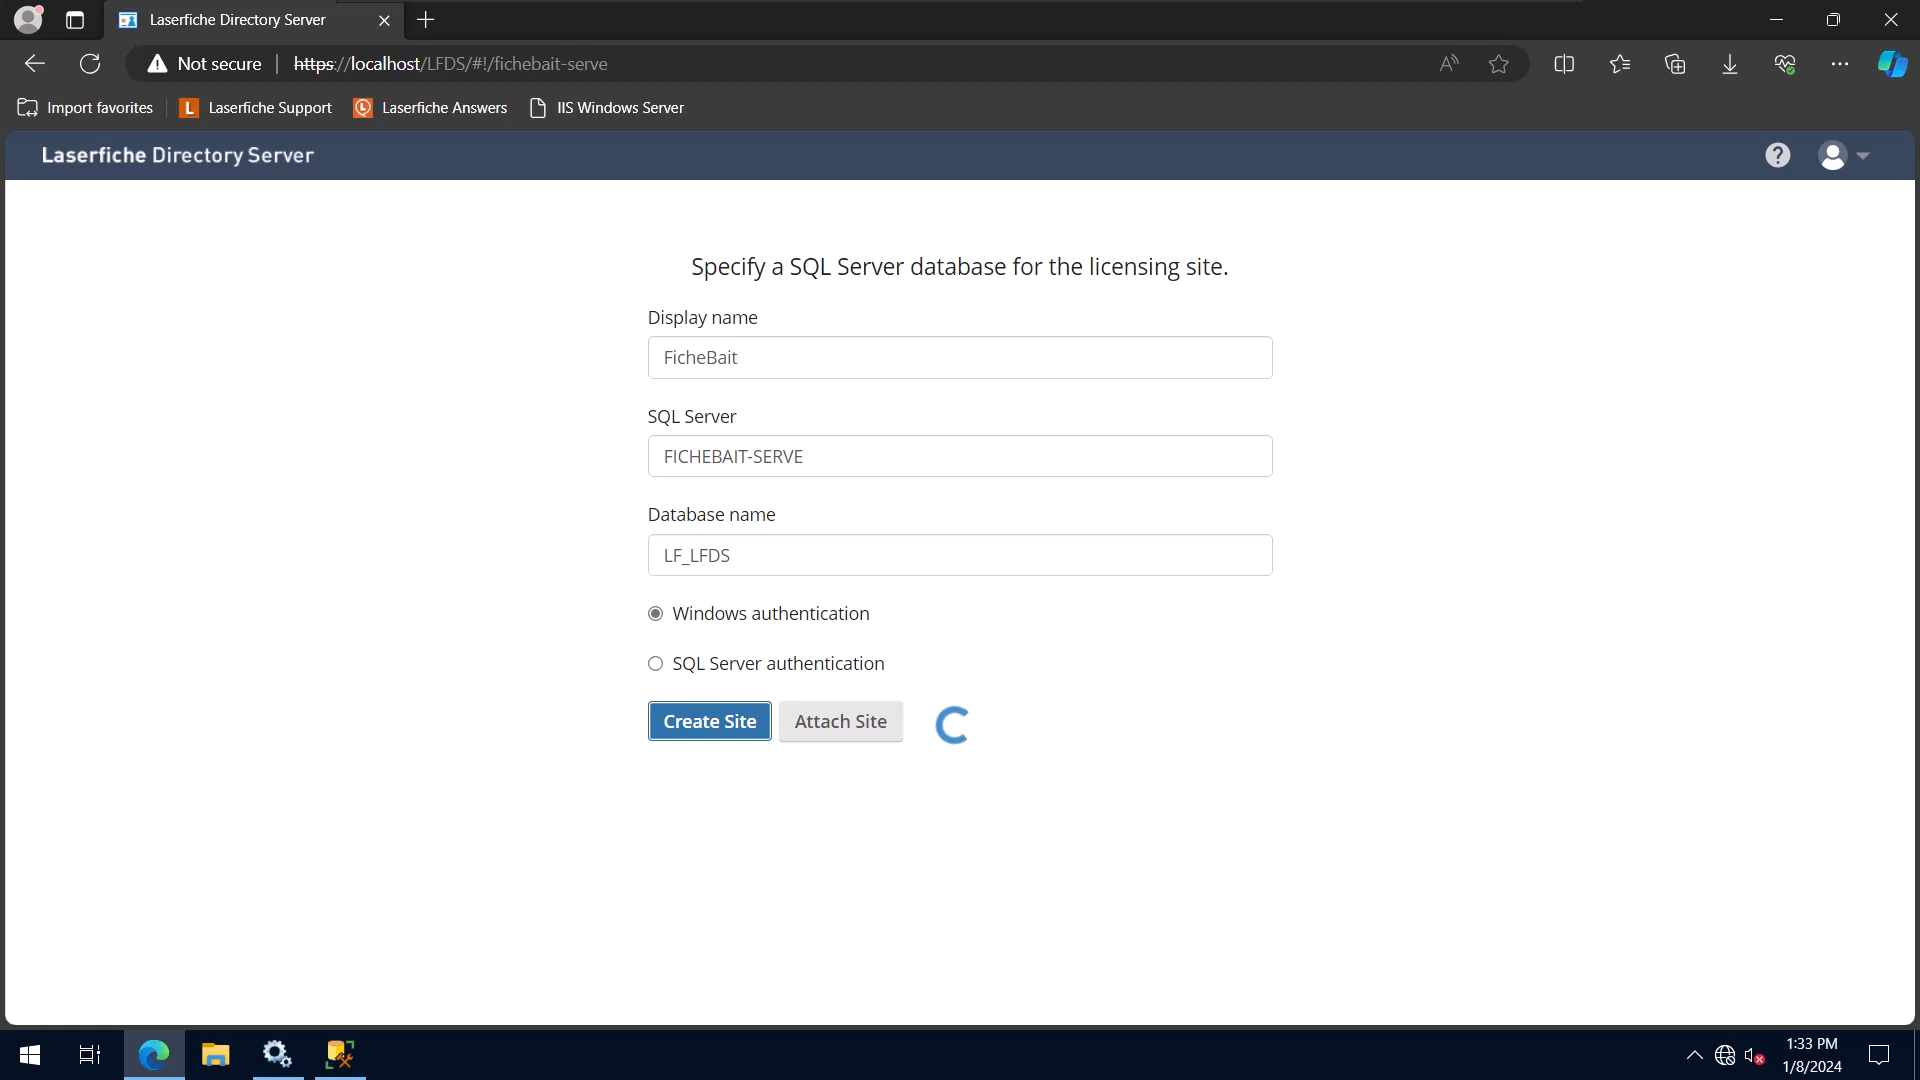 Laserfiche Directory Server
Not secure
https://localhost/LFDS/#!/fichebait-serve
Import favorites
Laserfiche Support
Laserfiche Answers
IIS Windows Server
Laserfiche Directory Server
Specify a SQL Server database for the licensing site.
Display name
FicheBait
SQL Server
FICHEBAIT-SERVE
Database name
LF_LFDS
Windows authentication
SQL Server authentication
Create Site
Attach Site
1:33 PM
1/8/2024